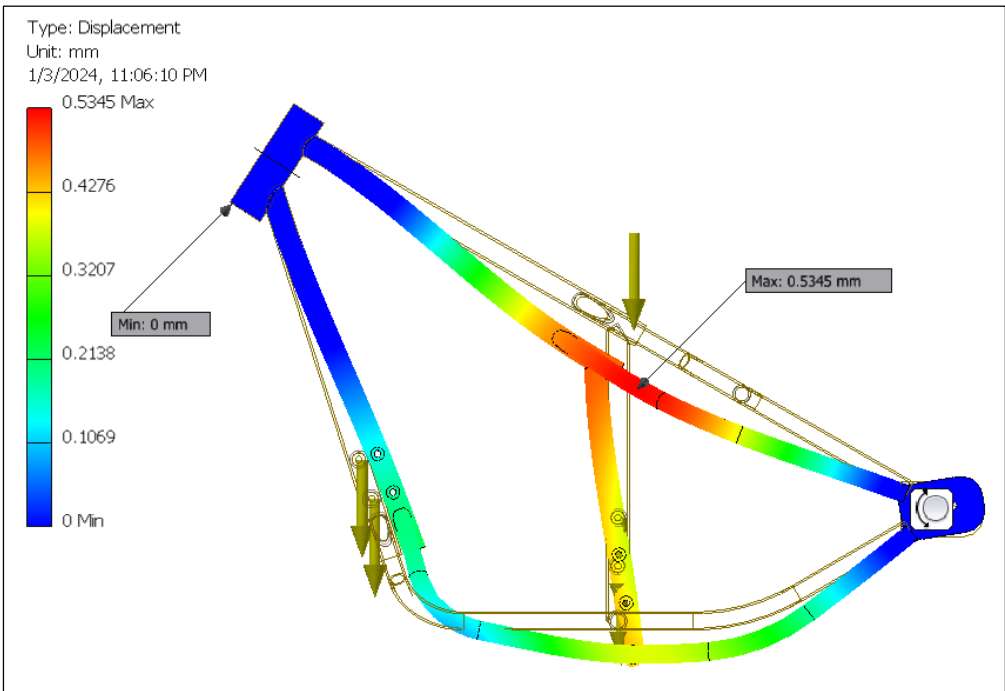 Type: Displacement
Unit: mm
1/3/2024, 11:06:10 PM
0.5345 Max
0.4276
0.3207
0.2138
0.1069
0 Min
Max: 0.5345 mm
Min: 0 mm